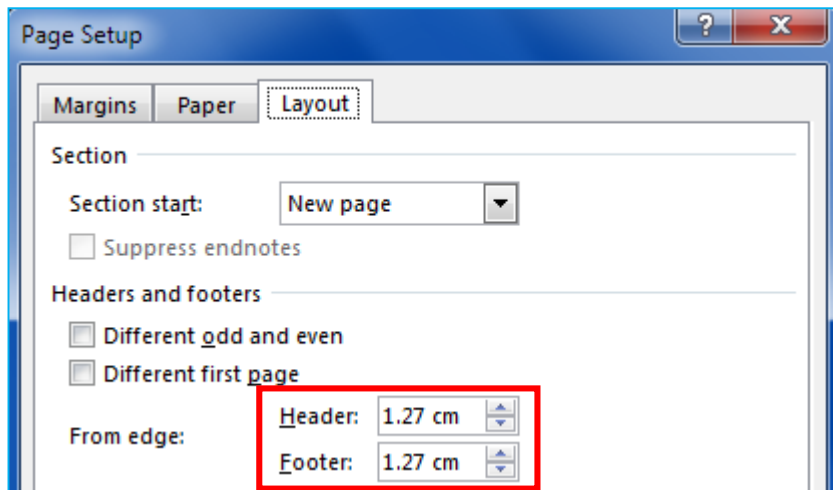 Page Setup
?
Margins Paper Layout
Section
Section start: New page
Suppress endnotes
Headers and footers
Different odd and even
Different first page
Header: 1.27 cm
From edge:
Footer: 1.27 cm